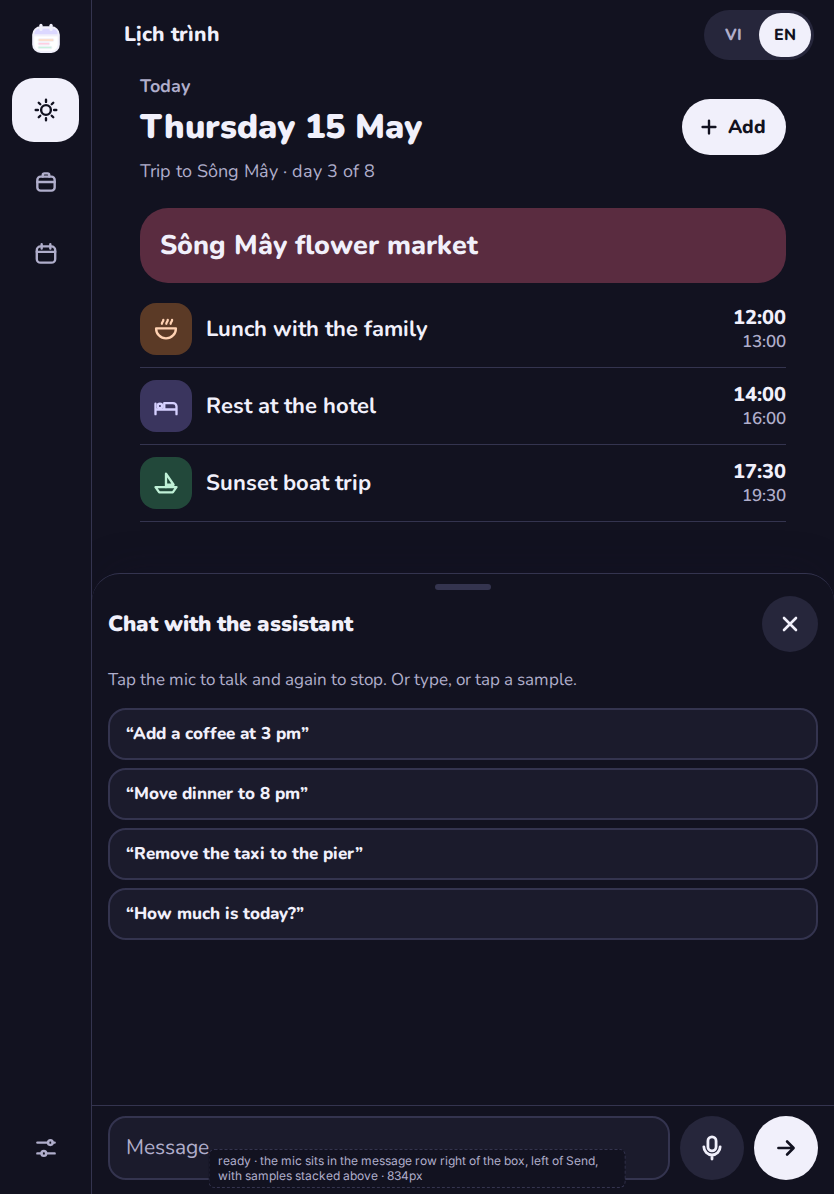 Lịch trình
VI EN
Today
Thursday 15 May
+ Add
Trip to Sông Mây · day 3 of 8
Sông Mây flower market
Lunch with the family
12:00
13:00
Rest at the hotel
14:00
16:00
Sunset boat trip
17:30
19:30
Chat with the assistant
Tap the mic to talk and again to stop. Or type, or tap a sample.
“Add a coffee at 3 pm”
“Move dinner to 8 pm”
“Remove the taxi to the pier”
“How much is today?”
Message
ready · the mic sits in the message row right of the box, left of Send,
with samples stacked above · 834px